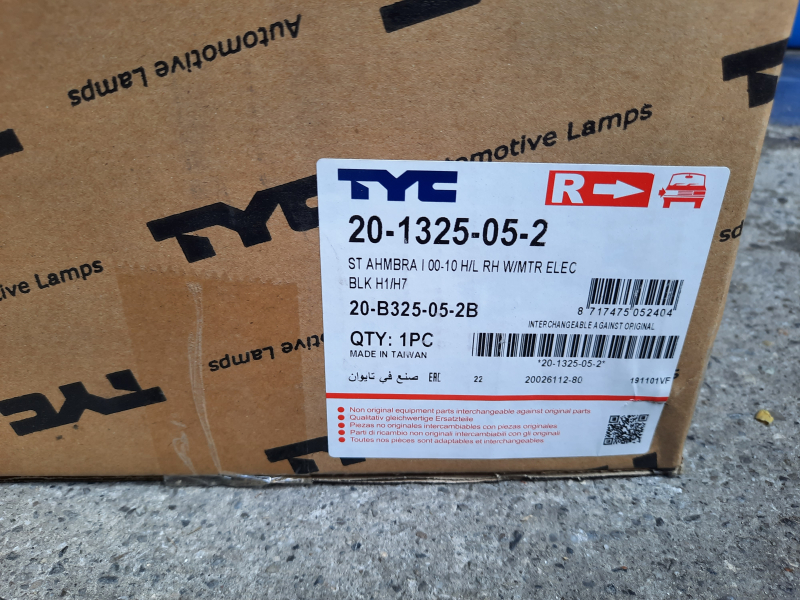 Automotive Lamps
omotive Lamps
TYC
ive Lamps
TYC
otive Lamps
TYC
TYC
R
20-1325-05-2
ST AHMBRA I 00-10 H/L RH W/MTR ELEC
BLK H1/H7
20-B325-05-2B
8 717475 052404
INTERCHANGEABLE AGAINST ORIGINAL
QTY: 1PC
MADE IN TAIWAN
*20-1325-05-2*
صنع في تايوان
EAC
22
20026112-80
191101VF
Non original equipment parts interchangeable against original parts
Qualitativ gleichwertige Ersatzteile
Piezas no originales intercambiables con piezas originales
Parti di ricambio non originali intercambiabili con gli originali
Toutes nos pièces sont adaptables et interchangeables